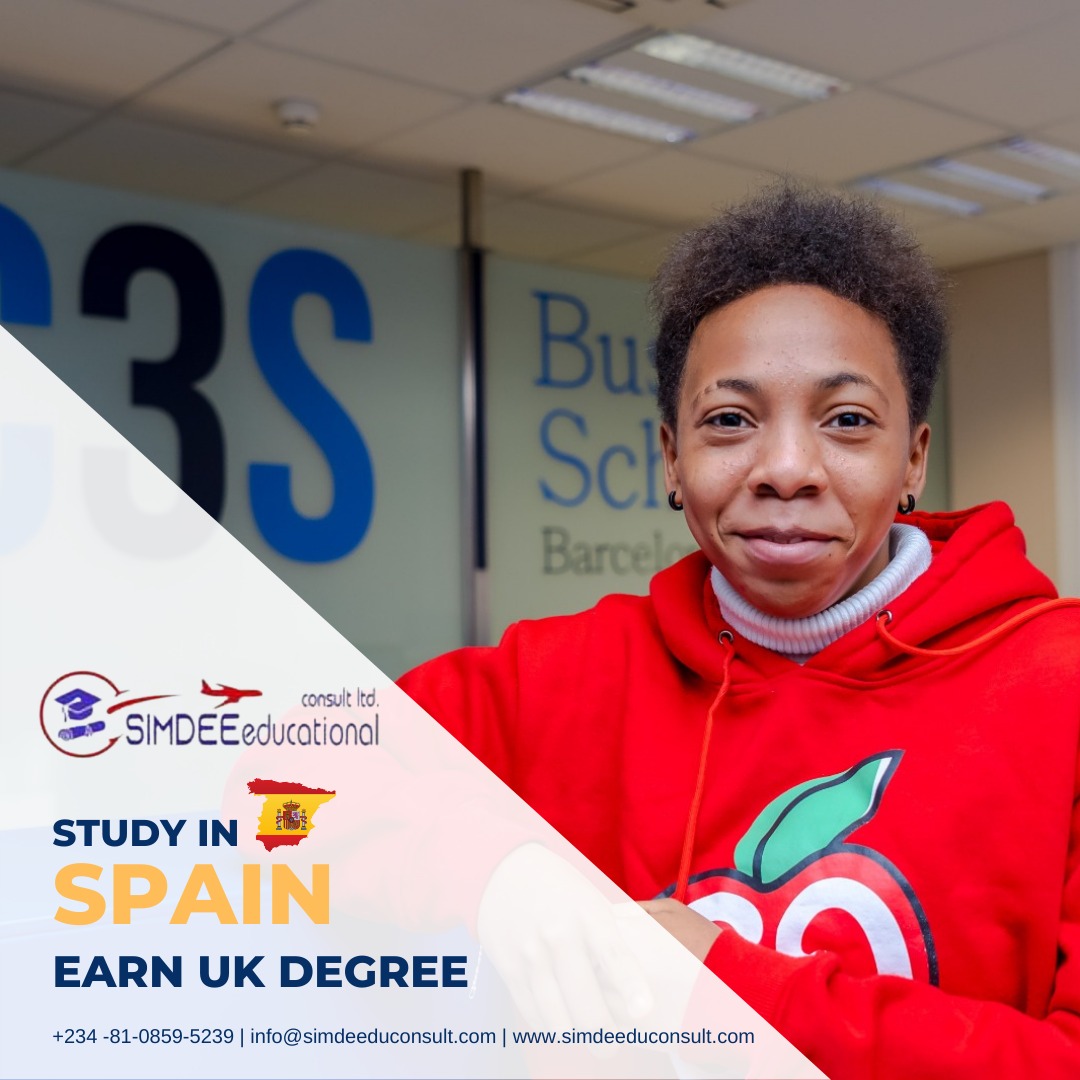 3S
consult ltd.
SIMDEEeducational
STUDY IN
SPAIN
EARN UK DEGREE
+234 -81-0859-5239 | info@simdeeduconsult.com | www.simdeeduconsult.com